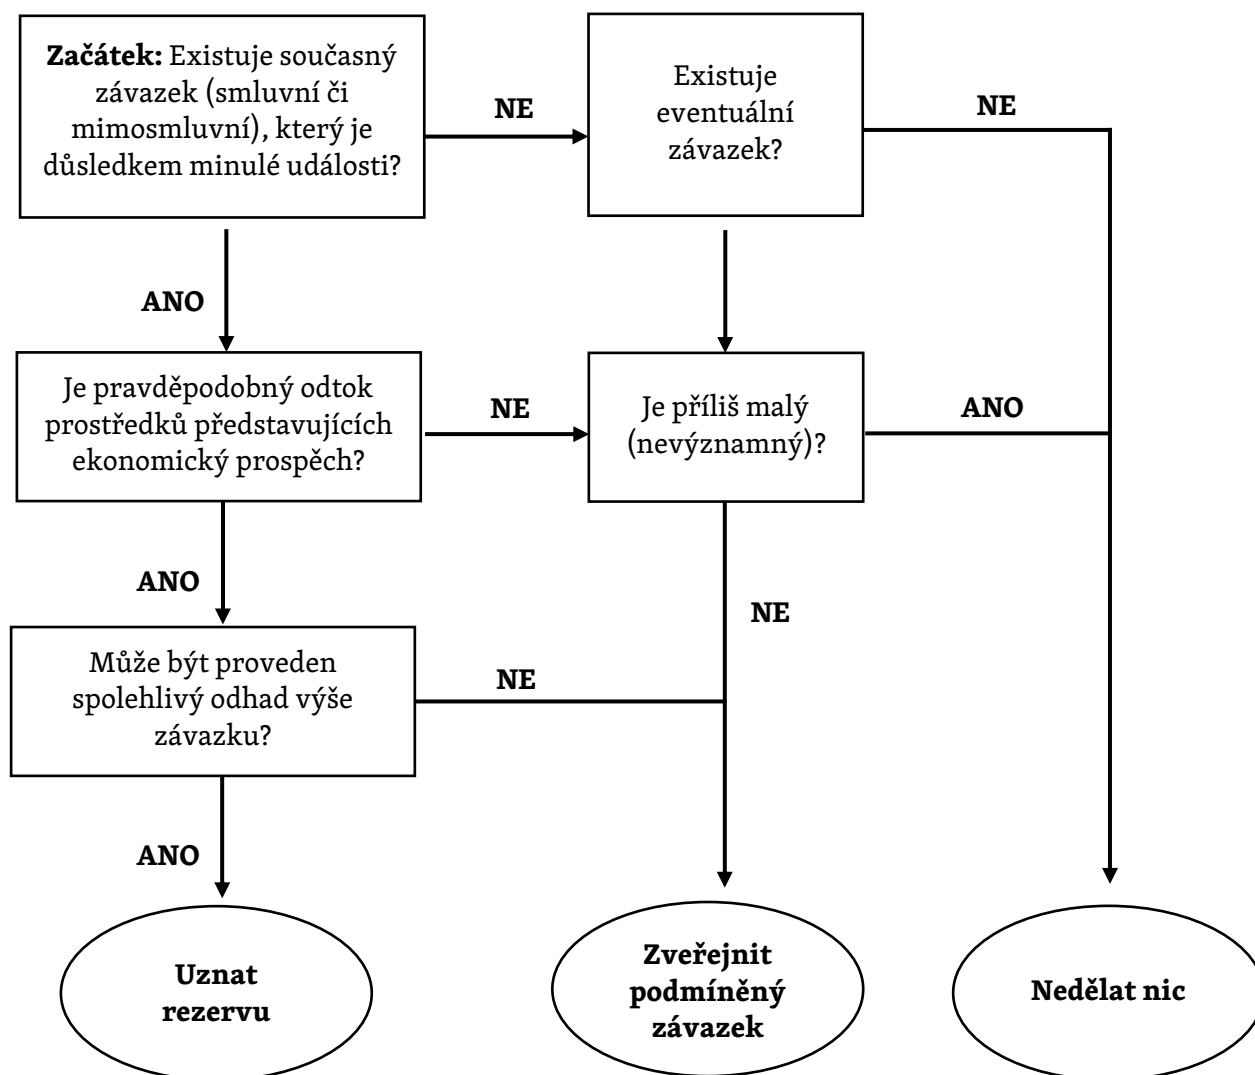 Začátek: Existuje současný
závazek (smluvní či
mimosmluvní), který je
důsledkem minulé události?
NE
Existuje
eventuální
závazek?
NE
ANO
Je pravděpodobný odtok
prostředků představujících
ekonomický prospěch?
NE
Je příliš malý
(nevýznamný)?
ANO
ANO
NE
Může být proveden
spolehlivý odhad výše
závazku?
NE
ANO
Uznat
rezervu
Zveřejnit
podmíněný
závazek
Nedělat nic